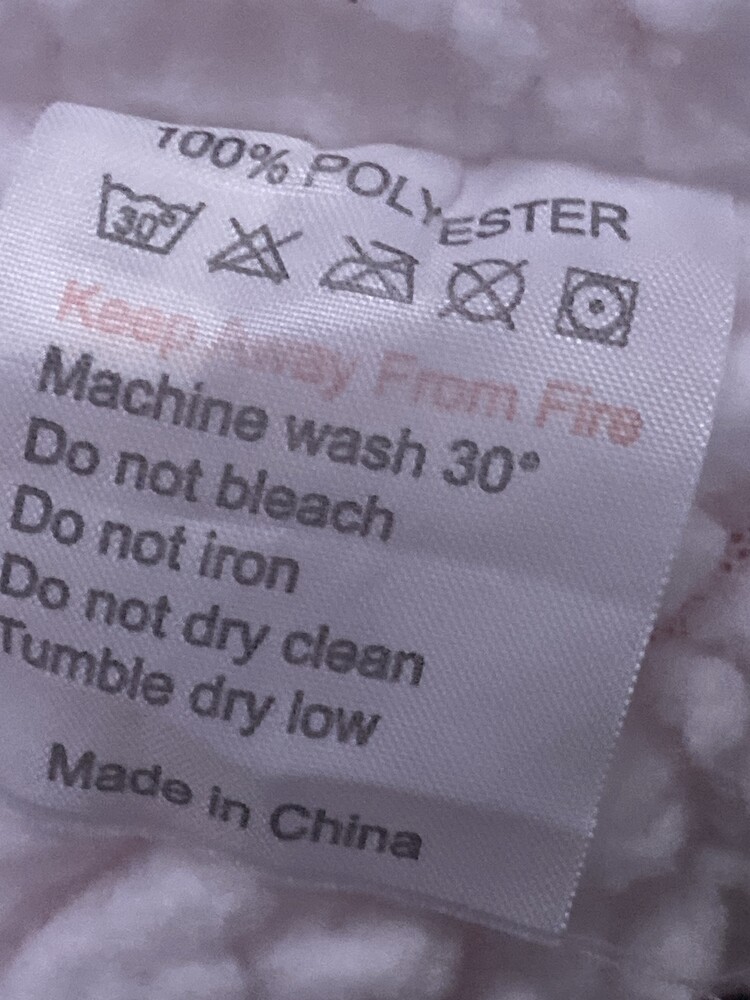 100% POLYESTER
30°
Keep Away From Fire
Machine wash 30°
Do not bleach
Do not iron
Do not dry clean
Tumble dry low
Made in China